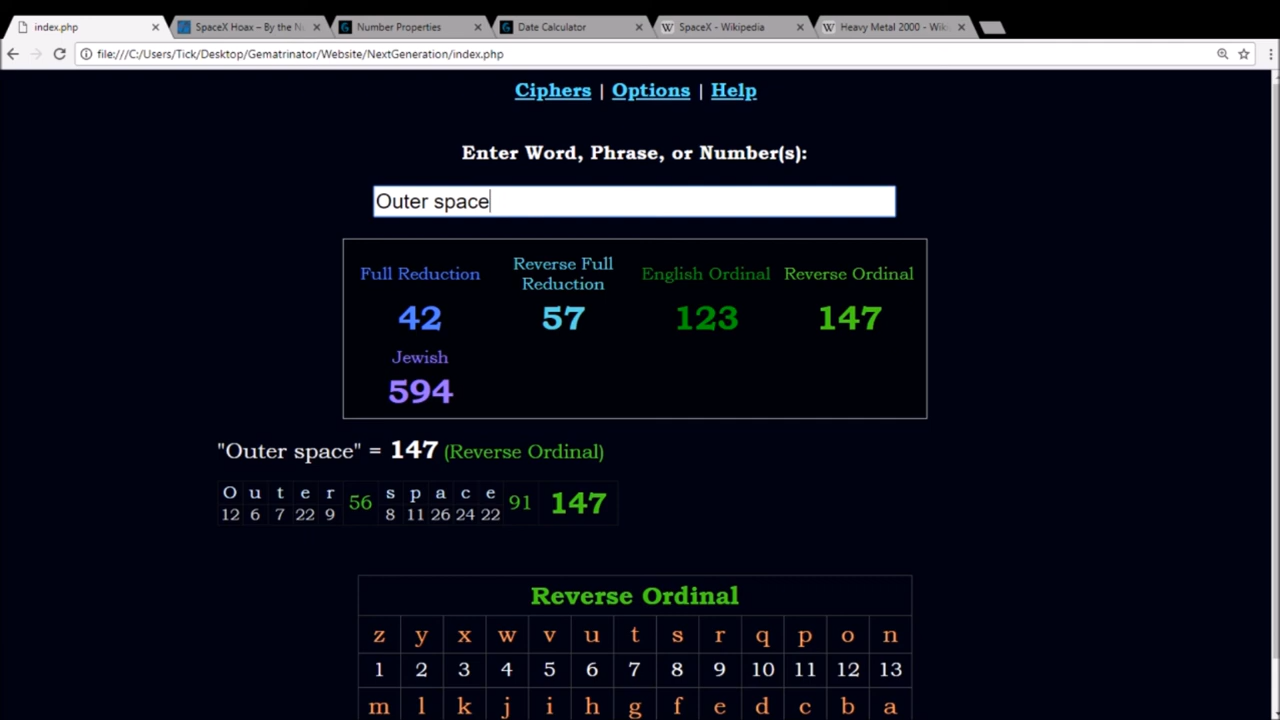 index.php SpaceX Hoax – By the Nu Number Properties Date Calculator SpaceX - Wikipedia Heavy Metal 2000 - Wiki
file:///C:/Users/Tick/Desktop/Gematrinator/Website/NextGeneration/index.php
Ciphers | Options | Help
Enter Word, Phrase, or Number(s):
Outer space
Full Reduction Reverse Full Reduction English Ordinal Reverse Ordinal
42 57 123 147
Jewish
594
"Outer space" = 147 (Reverse Ordinal)
O u t e r 56 s p a c e 91 147
12 6 7 22 9 8 11 26 24 22
Reverse Ordinal
z y x w v u t s r q p o n
1 2 3 4 5 6 7 8 9 10 11 12 13
m l k j i h g f e d c b a